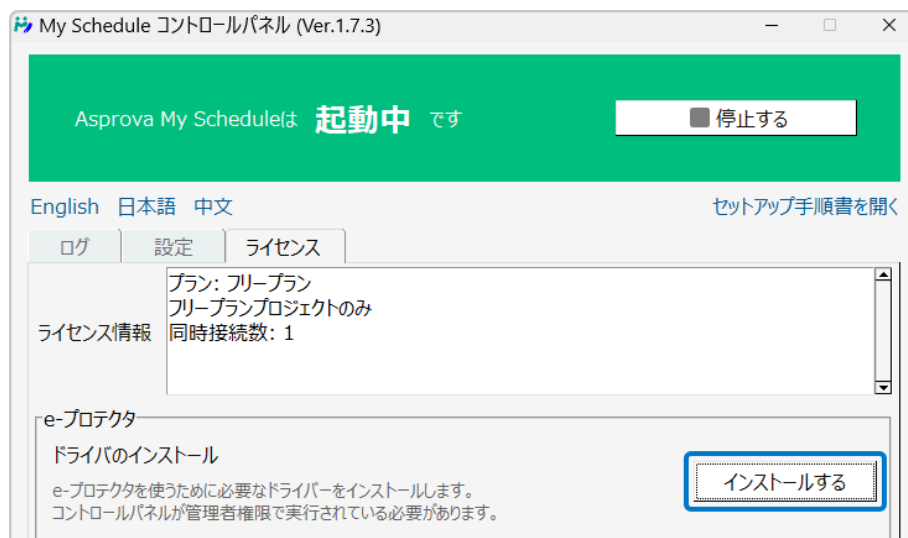 My Schedule コントロールパネル (Ver.1.7.3)
Asprova My Scheduleは 起動中 です
停止する
English 日本語 中文
セットアップ手順書を開く
ログ 設定 ライセンス
ライセンス情報
プラン: フリープラン
フリープランプロジェクトのみ
同時接続数: 1
e-プロテクタ
ドライバのインストール
e-プロテクタを使うために必要なドライバーをインストールします。
コントロールパネルが管理者権限で実行されている必要があります。
インストールする